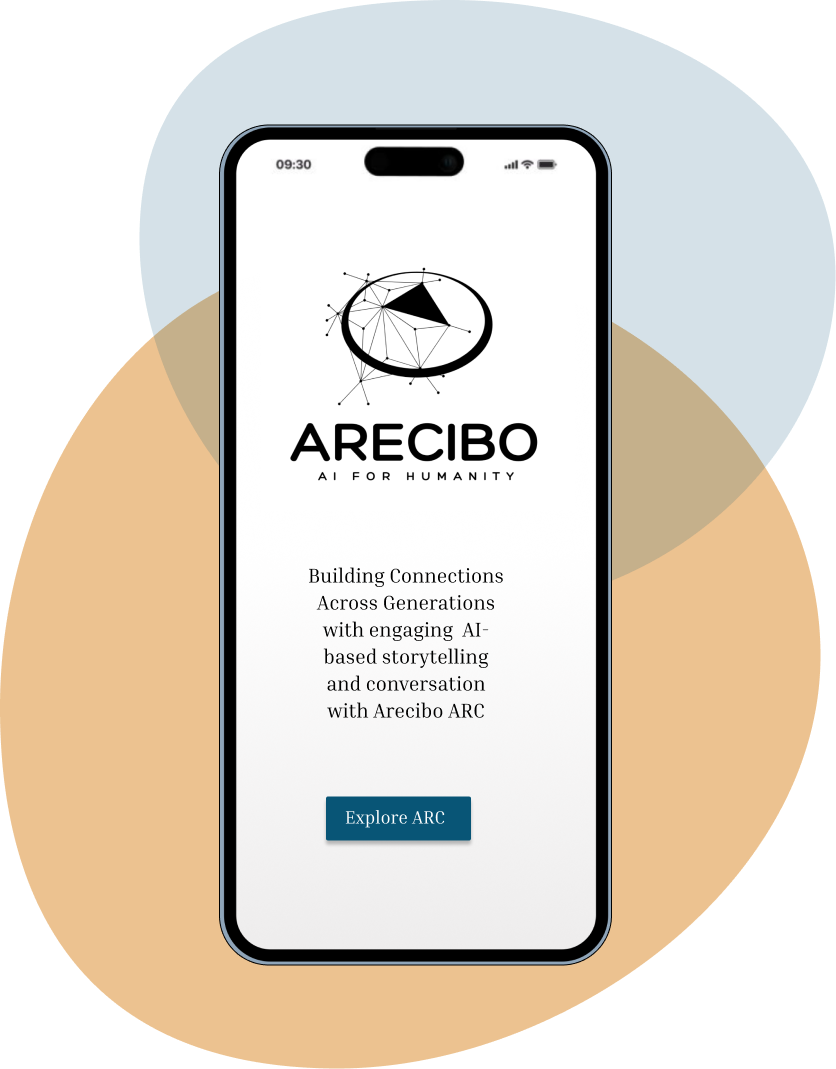 09:30
ARECIBO
AI FOR HUMANITY
Building Connections
Across Generations
with engaging AI-
based storytelling
and conversation
with Arecibo ARC
Explore ARC